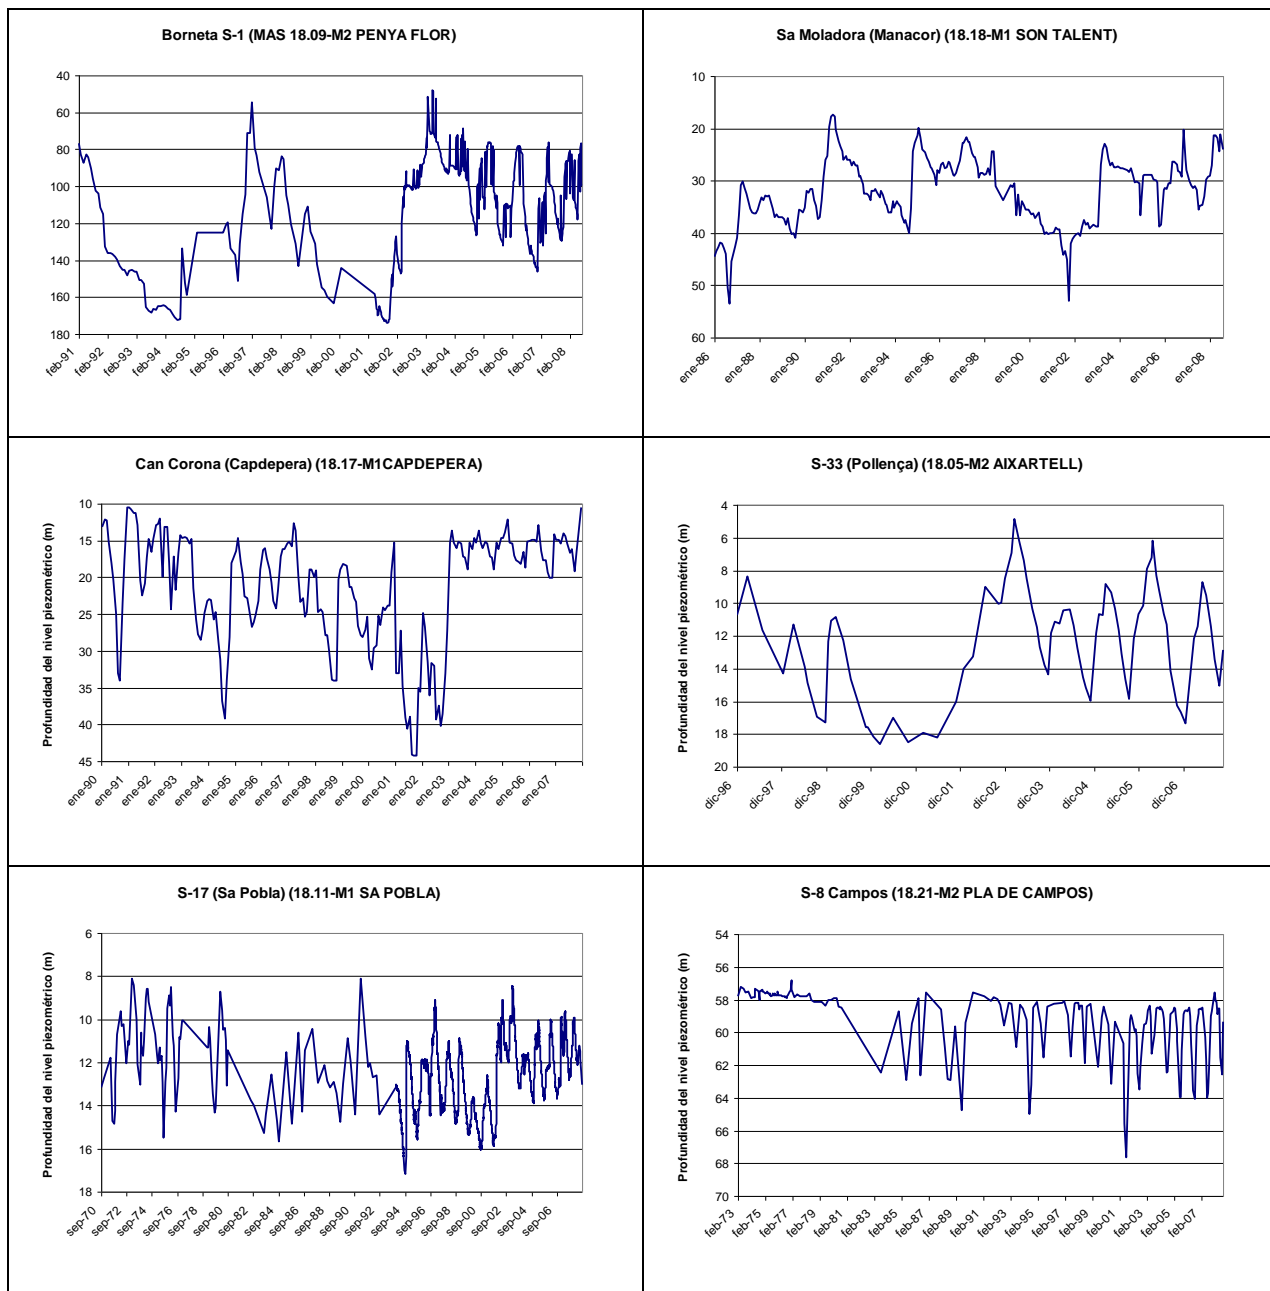 Borneta S-1 (MAS 18.09-M2 PENYA FLOR)
40
60
80
100
120
140
160
180
feb-91
feb-92
feb-93
feb-94
feb-95
feb-96
feb-97
feb-98
feb-99
feb-00
feb-01
feb-02
feb-03
feb-04
feb-05
feb-06
feb-07
feb-08
Sa Moladora (Manacor) (18.18-M1 SON TALENT)
10
20
30
40
50
60
ene-86
ene-88
ene-90
ene-92
ene-94
ene-96
ene-98
ene-00
ene-02
ene-04
ene-06
ene-08
Can Corona (Capdepera) (18.17-M1CAPDEPERA)
Profundidad del nivel piezométrico (m)
10
15
20
25
30
35
40
45
ene-90
ene-91
ene-92
ene-93
ene-94
ene-95
ene-96
ene-97
ene-98
ene-99
ene-00
ene-01
ene-02
ene-03
ene-04
ene-05
ene-06
ene-07
S-33 (Pollença) (18.05-M2 AIXARTELL)
Profundidad del nivel piezométrico (m)
4
6
8
10
12
14
16
18
20
dic-96
dic-97
dic-98
dic-99
dic-00
dic-01
dic-02
dic-03
dic-04
dic-05
dic-06
S-17 (Sa Pobla) (18.11-M1 SA POBLA)
Profundidad del nivel piezométrico (m)
6
8
10
12
14
16
18
sep-70
sep-72
sep-74
sep-76
sep-78
sep-80
sep-82
sep-84
sep-86
sep-88
sep-90
sep-92
sep-94
sep-96
sep-98
sep-00
sep-02
sep-04
sep-06
S-8 Campos (18.21-M2 PLA DE CAMPOS)
Profundidad del nivel piezométrico (m)
54
56
58
60
62
64
66
68
70
feb-73
feb-75
feb-77
feb-79
feb-81
feb-83
feb-85
feb-87
feb-89
feb-91
feb-93
feb-95
feb-97
feb-99
feb-01
feb-03
feb-05
feb-07